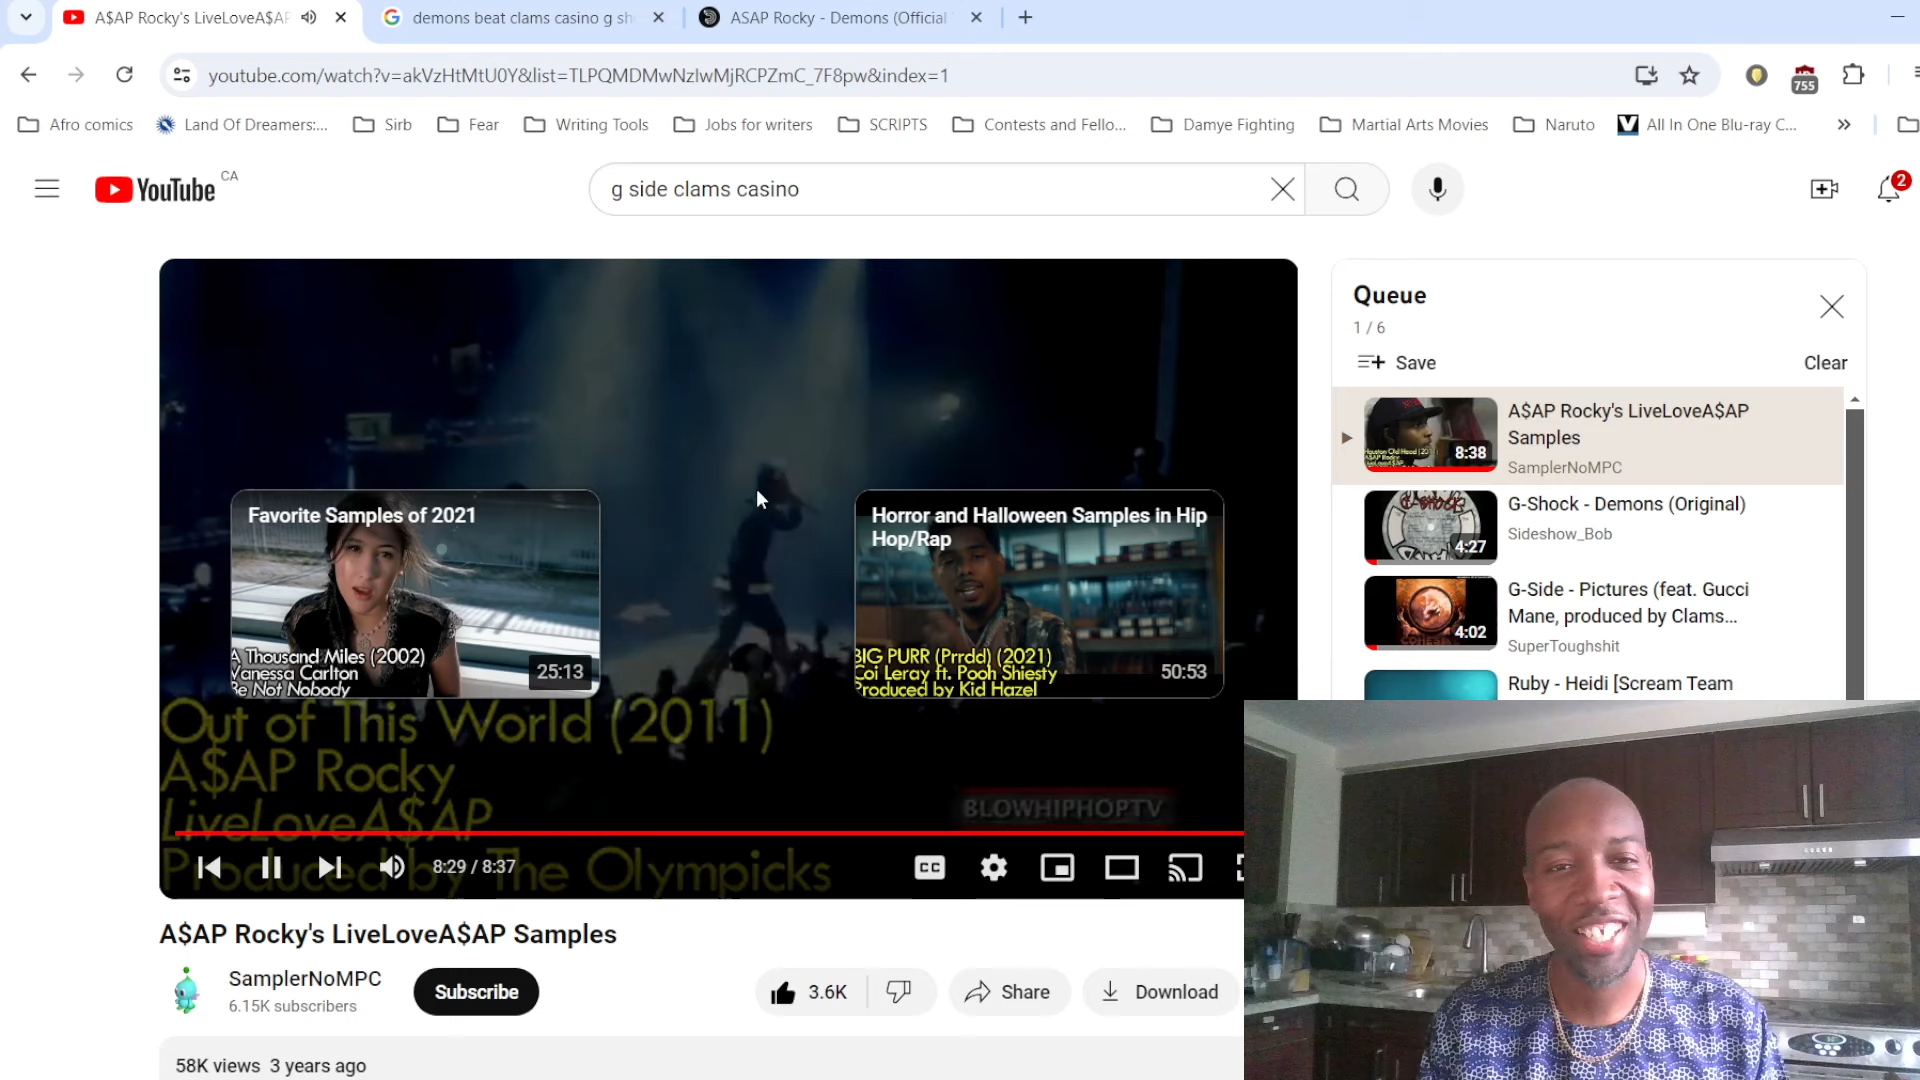 A$AP Rocky's LiveLoveA$AP
demons beat clams casino g sh
ASAP Rocky - Demons (Official
youtube.com/watch?v=akVzHtMtU0Y&list=TLPQMDMwNzIwMjRCPZmC_7F8pw&index=1
755
Afro comics
Land Of Dreamers:...
Sirb
Fear
Writing Tools
Jobs for writers
SCRIPTS
Contests and Fello...
Damye Fighting
Martial Arts Movies
Naruto
All In One Blu-ray C...
YouTube CA
g side clams casino
2
Queue
1 / 6
Save
Clear
A$AP Rocky's LiveLoveA$AP
Samples
SamplerNoMPC
8:38
G-Shock - Demons (Original)
Sideshow_Bob
4:27
G-Side - Pictures (feat. Gucci
Mane, produced by Clams...
SuperToughshit
4:02
Ruby - Heidi [Scream Team
Favorite Samples of 2021
A Thousand Miles (2002)
Vanessa Carlton
Be Not Nobody
25:13
Horror and Halloween Samples in Hip
Hop/Rap
BIG PURR (Prrdd) (2021)
Coi Leray ft. Pooh Shiesty
Produced by Kid Hazel
50:53
Out of This World (2011)
A$AP Rocky
LiveLoveA$AP
Produced by The Olympicks
BLOWHIPHOPTV
8:29 / 8:37
CC
A$AP Rocky's LiveLoveA$AP Samples
SamplerNoMPC
6.15K subscribers
Subscribe
3.6K
Share
Download
58K views 3 years ago